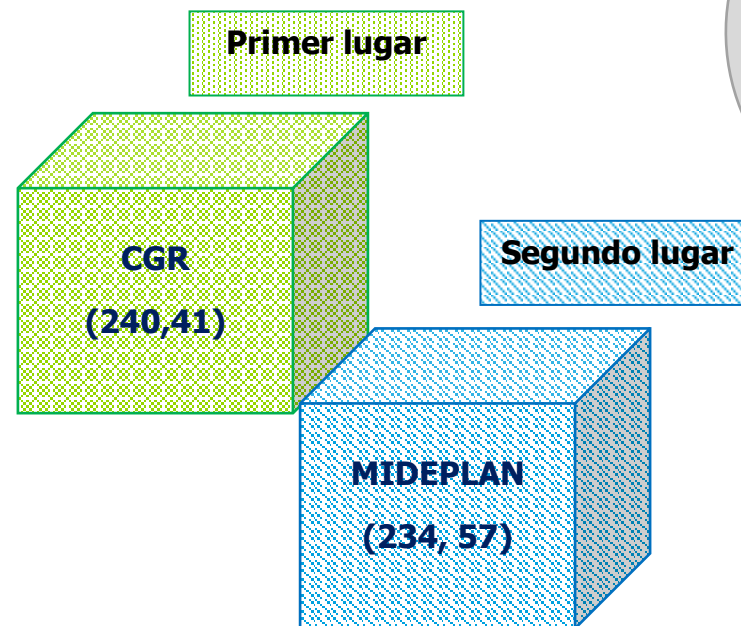 Primer lugar
CGR
(240,41)
Segundo lugar
MIDEPLAN
(234, 57)